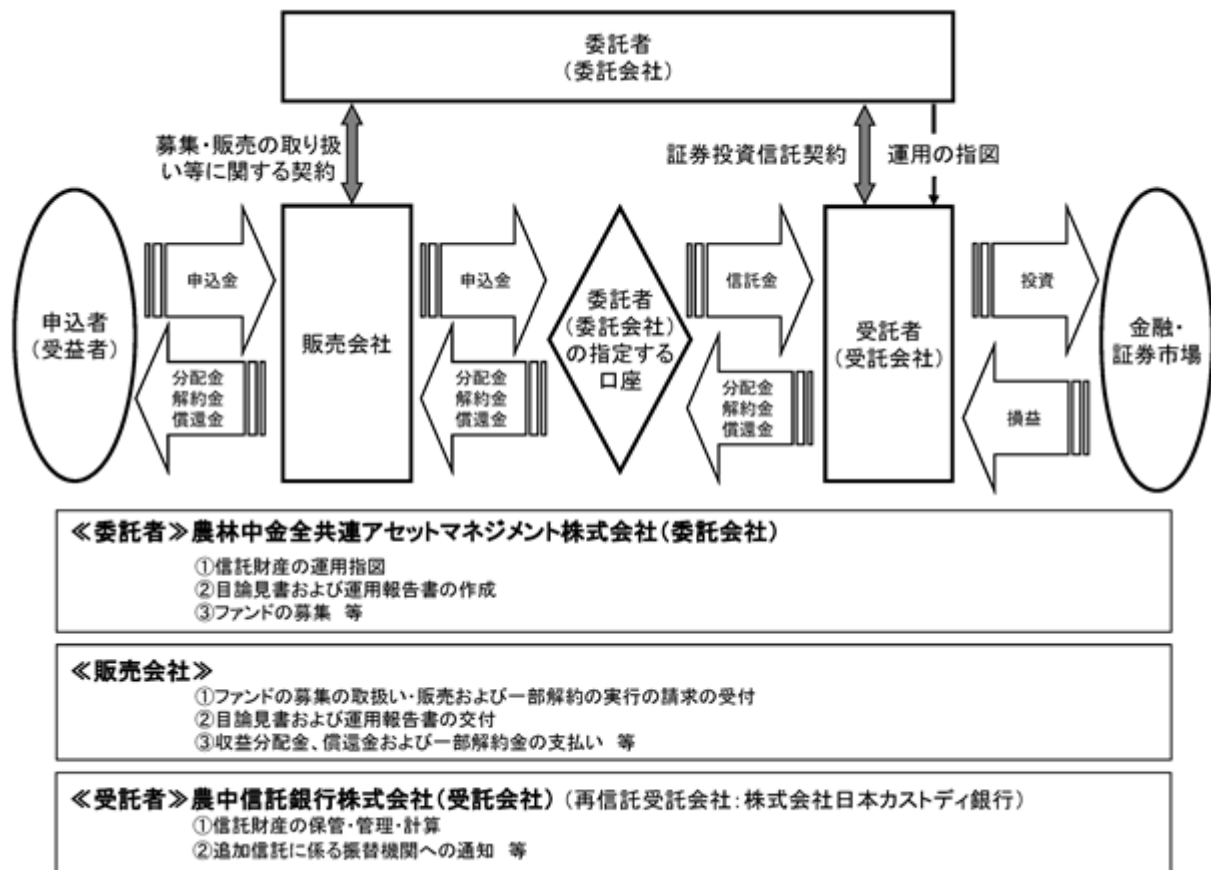 委託者
(委託会社)
募集・販売の取り扱
い等に関する契約
証券投資信託契約
運用の指図
申込者
(受益者)
申込金
分配金
解約金
償還金
販売会社
申込金
分配金
解約金
償還金
委託者
(委託会社)
の指定する
口座
信託金
分配金
解約金
償還金
受託者
(受託会社)
投資
損益
金融・
証券市場
≪委託者≫農林中金全共連アセットマネジメント株式会社(委託会社)
①信託財産の運用指図
②目論見書および運用報告書の作成
③ファンドの募集 等
≪販売会社≫
①ファンドの募集の取扱い・販売および一部解約の実行の請求の受付
②目論見書および運用報告書の交付
③収益分配金、償還金および一部解約金の支払い 等
≪受託者≫農中信託銀行株式会社(受託会社) (再信託受託会社:株式会社日本カストディ銀行)
①信託財産の保管・管理・計算
②追加信託に係る振替機関への通知 等